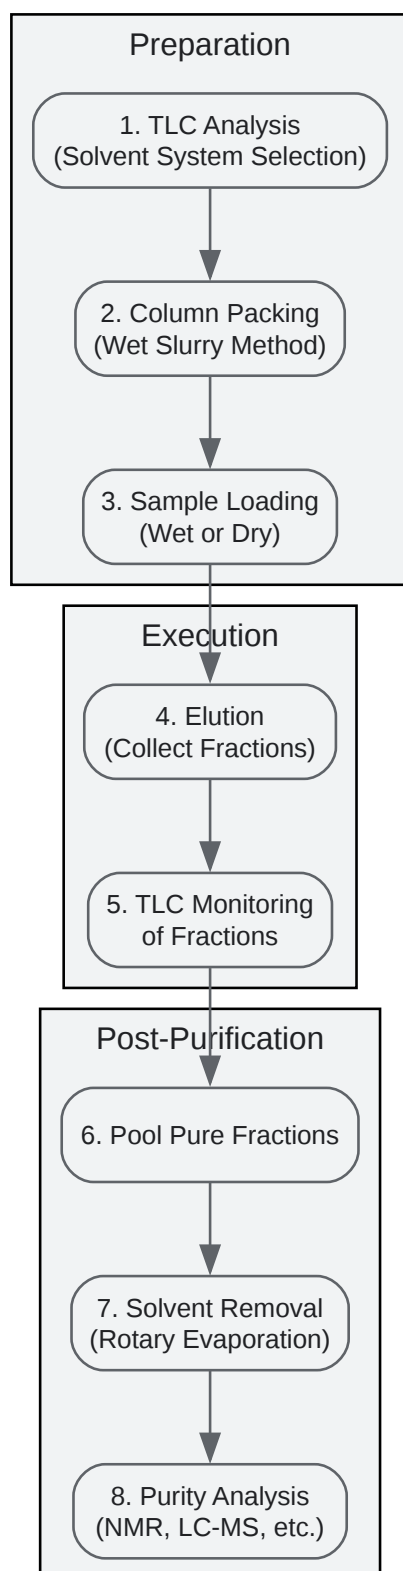 Preparation
1. TLC Analysis
(Solvent System Selection)
2. Column Packing
(Wet Slurry Method)
3. Sample Loading
(Wet or Dry)
Execution
4. Elution
(Collect Fractions)
5. TLC Monitoring
of Fractions
Post-Purification
6. Pool Pure Fractions
7. Solvent Removal
(Rotary Evaporation)
8. Purity Analysis
(NMR, LC-MS, etc.)